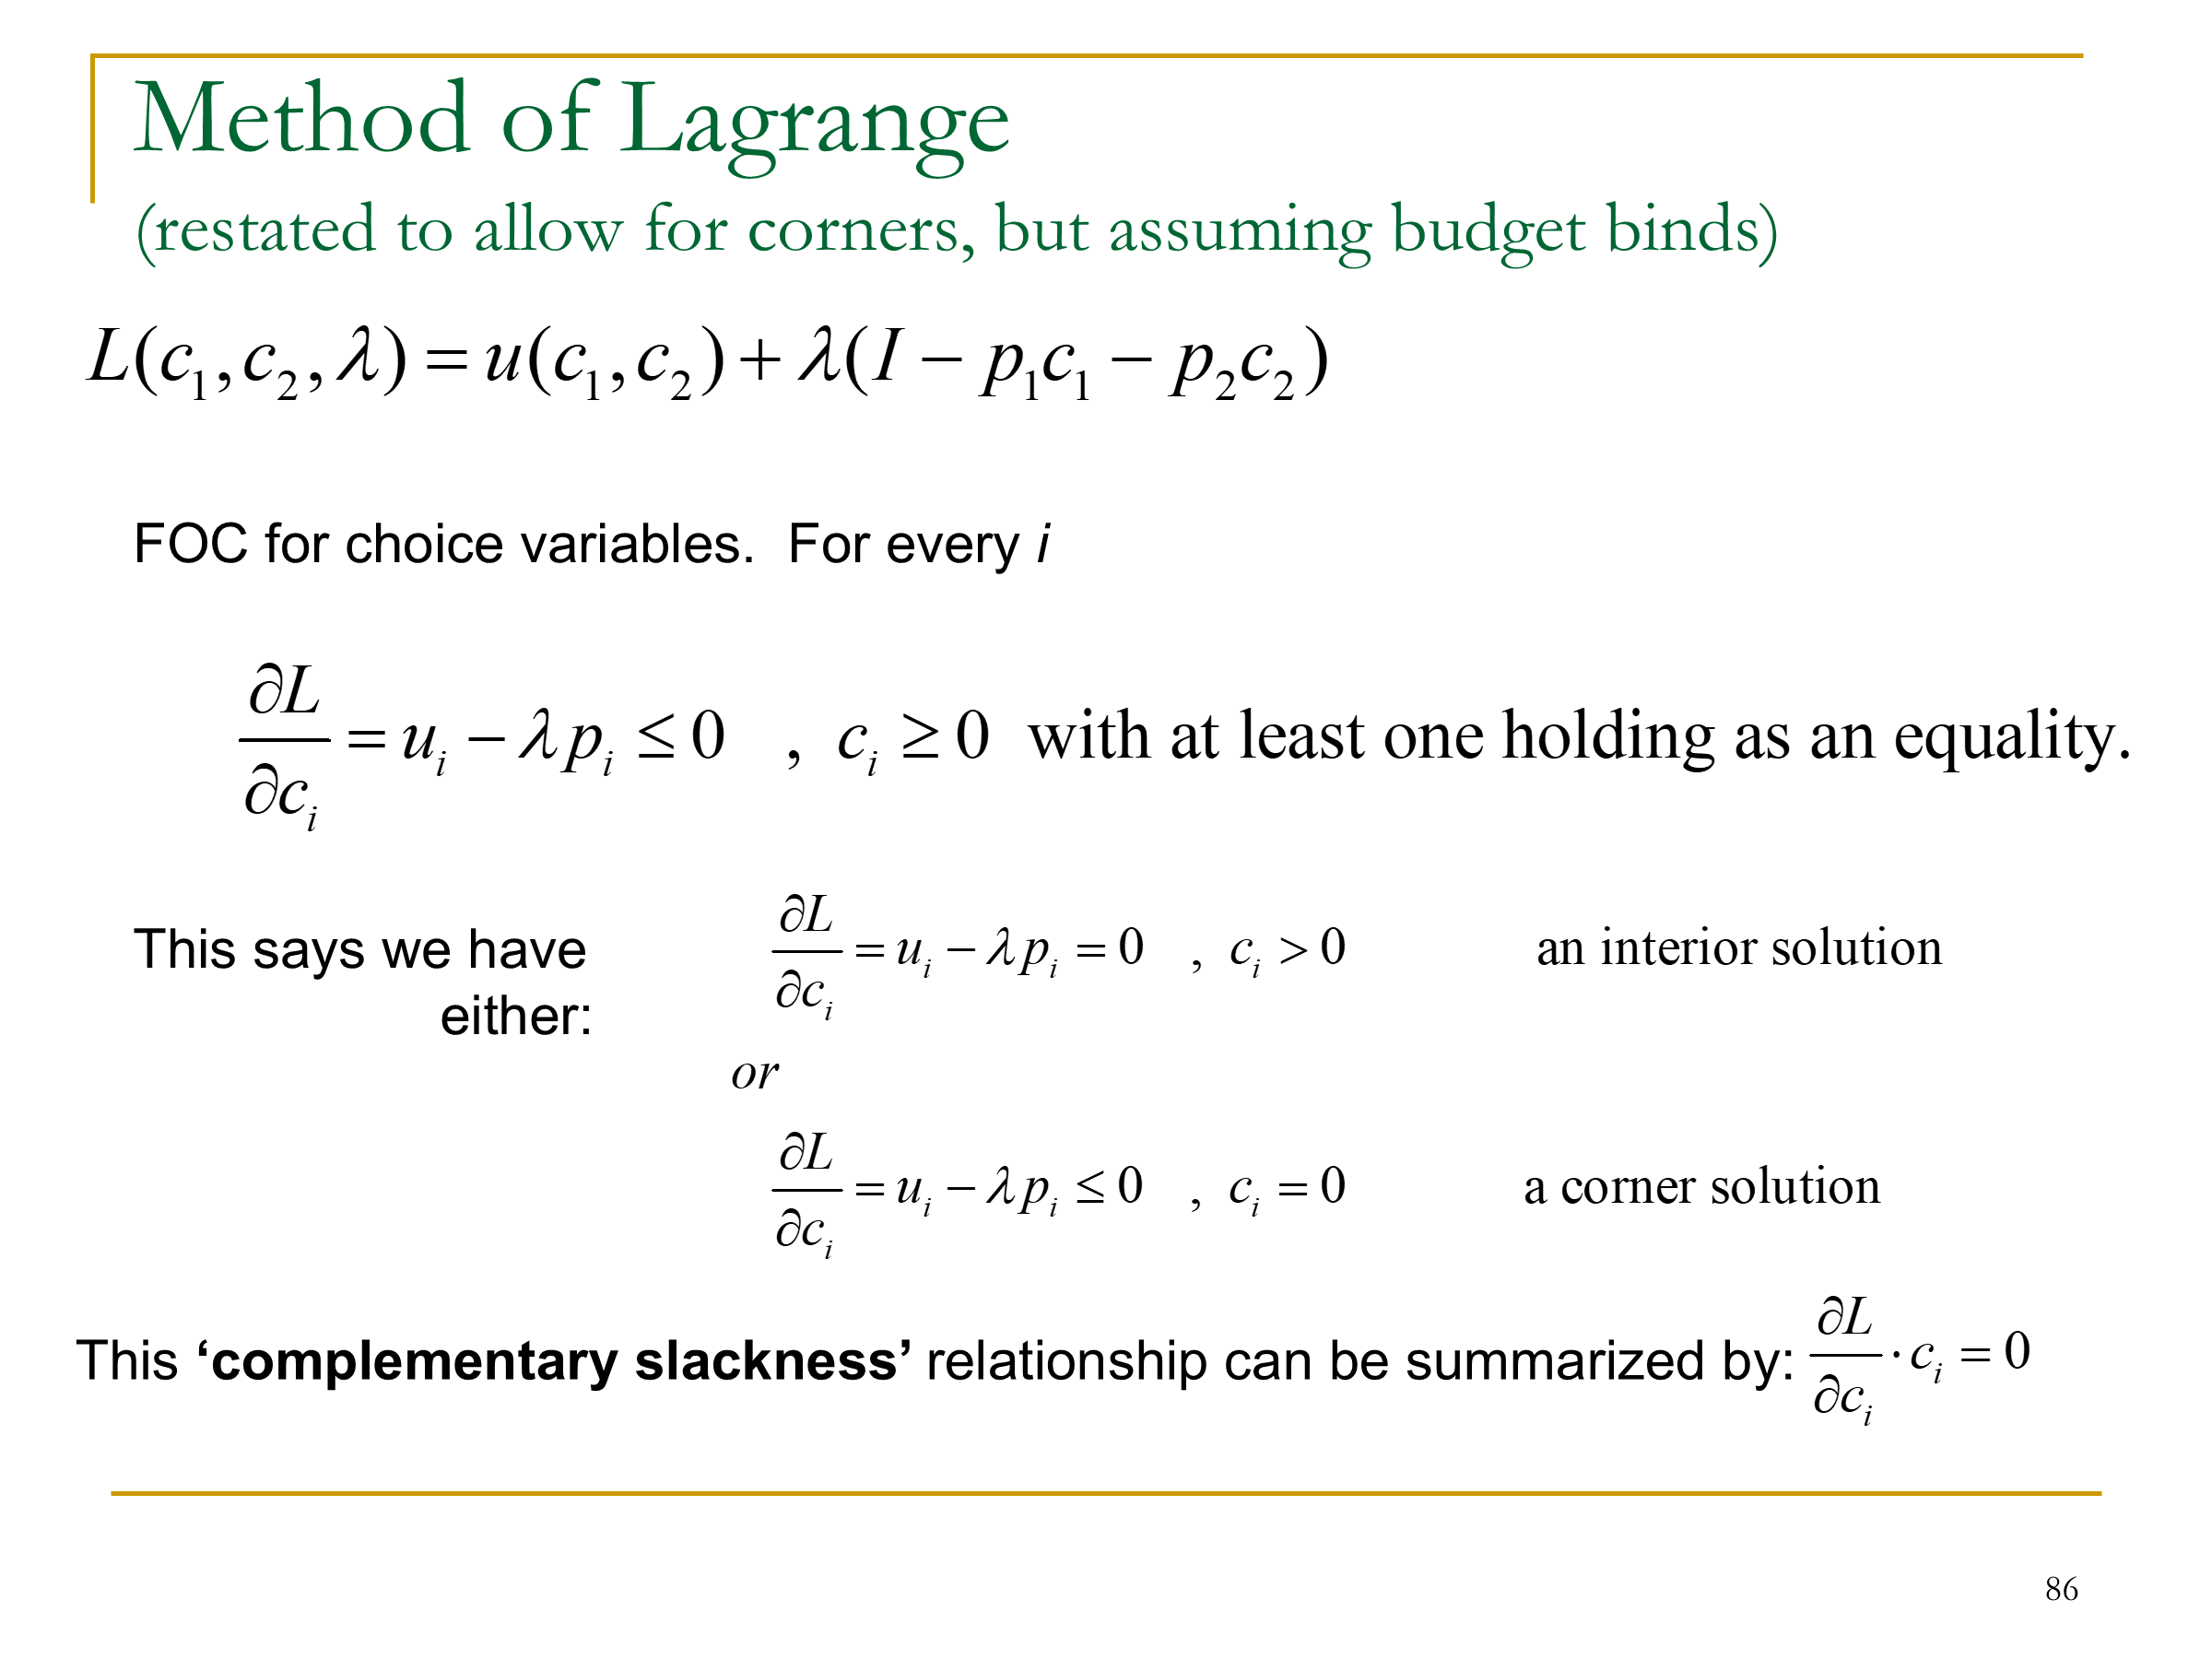 Method of Lagrange
(restated to allow for corners, but assuming budget binds)
L(c₁,c₂,λ) = u(c₁,c₂) + λ(I − p₁c₁ − p₂c₂)
FOC for choice variables.  For every i
∂L/∂cᵢ = uᵢ − λpᵢ ≤ 0 , cᵢ ≥ 0 with at least one holding as an equality.
This says we have either: ∂L/∂cᵢ = uᵢ − λpᵢ = 0 , cᵢ > 0 an interior solution
or
∂L/∂cᵢ = uᵢ − λpᵢ ≤ 0 , cᵢ = 0 a corner solution
This ‘complementary slackness’ relationship can be summarized by: ∂L/∂cᵢ · cᵢ = 0
86